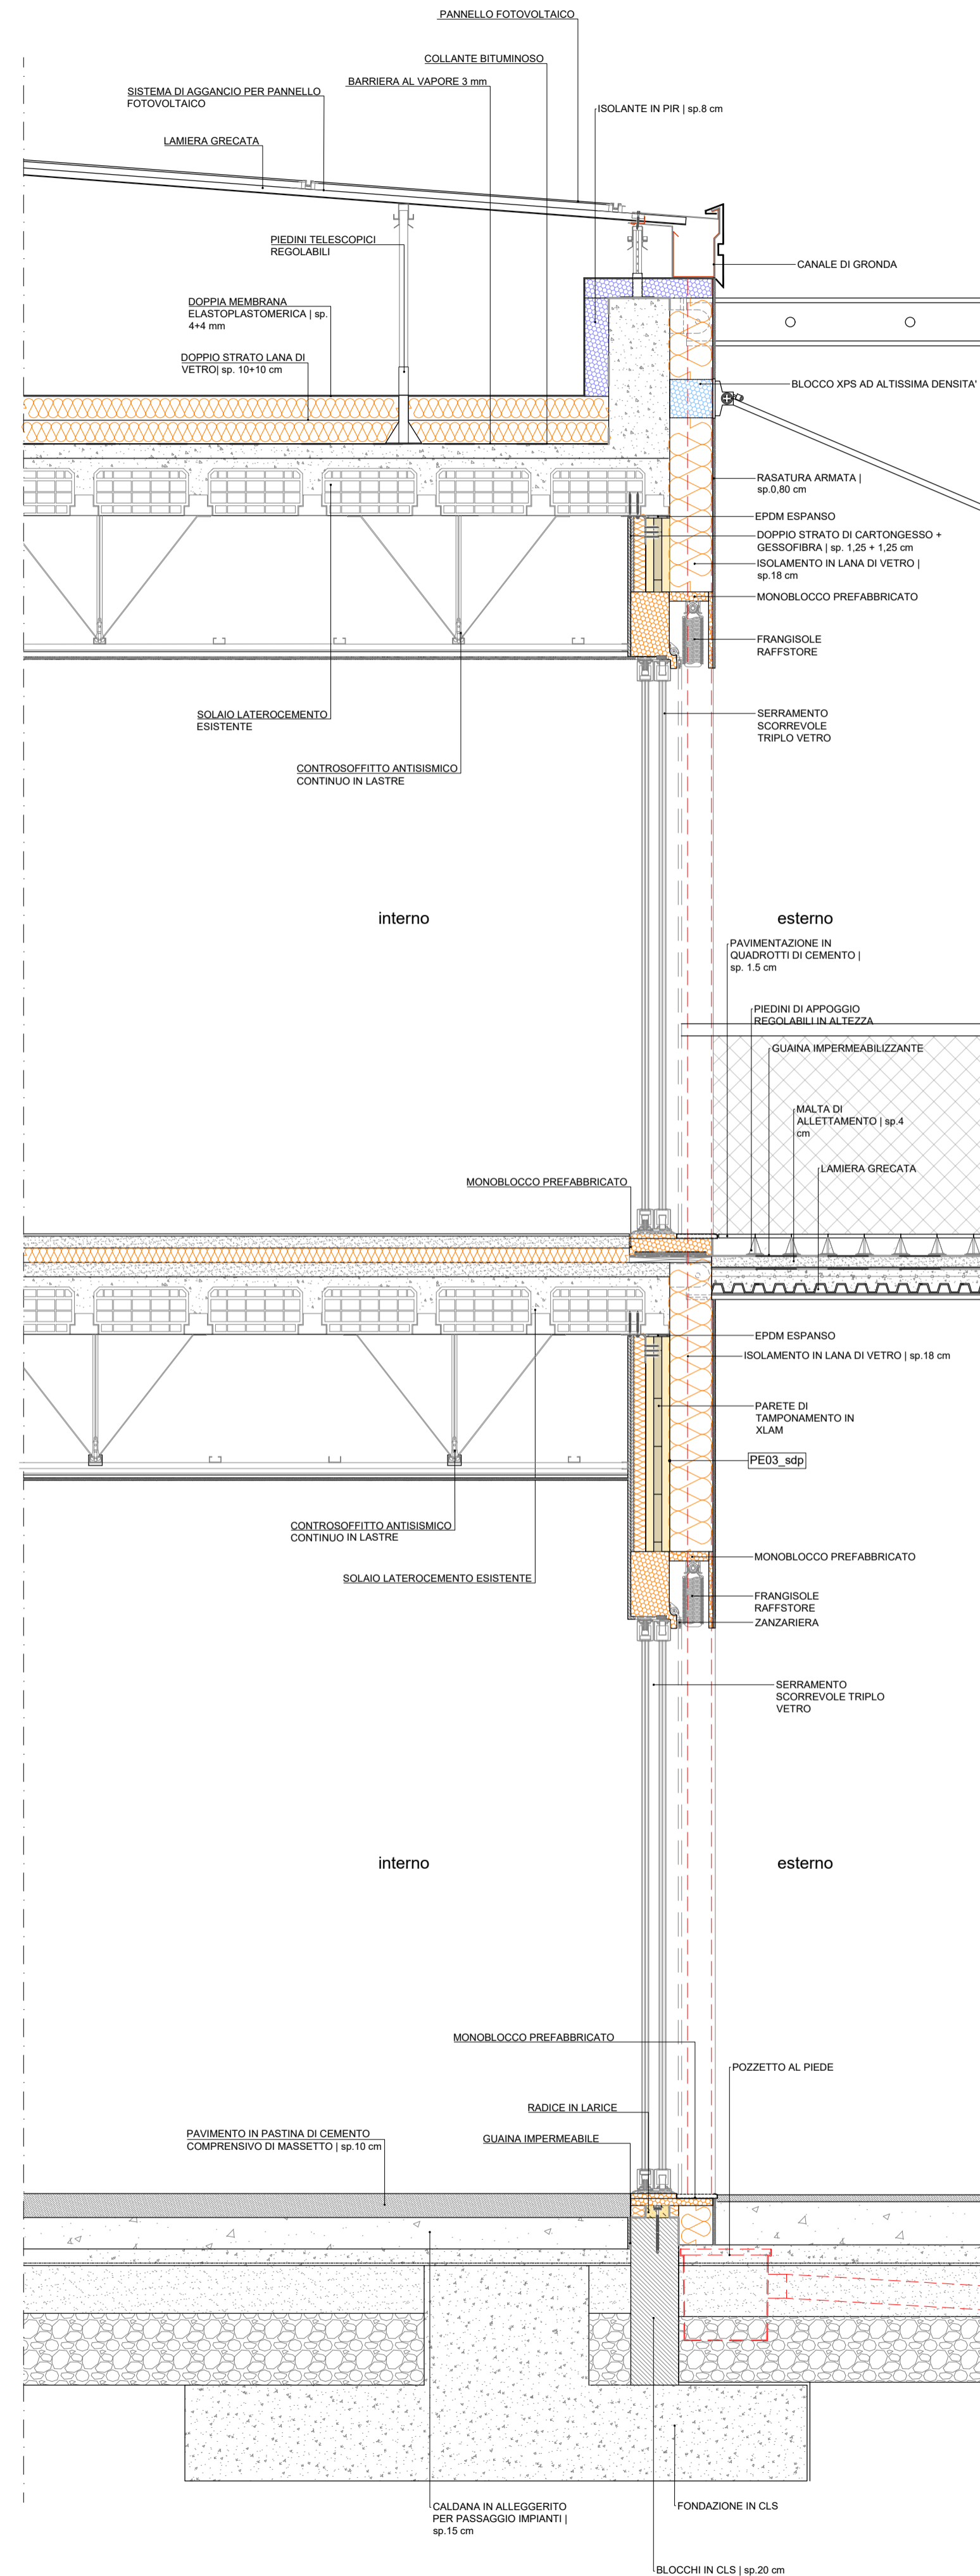 PANNELLO FOTOVOLTAICO
COLLANTE BITUMINOSO
BARRIERA AL VAPORE 3 mm
SISTEMA DI AGGANCIO PER PANNELLO
FOTOVOLTAICO
ISOLANTE IN PIR | sp.8 cm
LAMIERA GRECATA
PIEDINI TELESCOPICI
REGOLABILI
CANALE DI GRONDA
DOPPIA MEMBRANA
ELASTOPLASTOMERICA | sp.
4+4 mm
DOPPIO STRATO LANA DI
VETRO| sp. 10+10 cm
BLOCCO XPS AD ALTISSIMA DENSITA'
RASATURA ARMATA |
sp.0,80 cm
EPDM ESPANSO
DOPPIO STRATO DI CARTONGESSO +
GESSOFIBRA | sp. 1,25 + 1,25 cm
ISOLAMENTO IN LANA DI VETRO |
sp.18 cm
MONOBLOCCO PREFABBRICATO
FRANGISOLE
RAFFSTORE
SOLAIO LATEROCEMENTO
ESISTENTE
SERRAMENTO
SCORREVOLE
TRIPLO VETRO
CONTROSOFFITTO ANTISISMICO
CONTINUO IN LASTRE
interno
esterno
PAVIMENTAZIONE IN
QUADROTTI DI CEMENTO |
sp. 1.5 cm
PIEDINI DI APPOGGIO
REGOLABILI IN ALTEZZA
GUAINA IMPERMEABILIZZANTE
MALTA DI
ALLETTAMENTO | sp.4
cm
LAMIERA GRECATA
MONOBLOCCO PREFABBRICATO
EPDM ESPANSO
ISOLAMENTO IN LANA DI VETRO | sp.18 cm
PARETE DI
TAMPONAMENTO IN
XLAM
PE03_sdp
CONTROSOFFITTO ANTISISMICO
CONTINUO IN LASTRE
MONOBLOCCO PREFABBRICATO
SOLAIO LATEROCEMENTO ESISTENTE
FRANGISOLE
RAFFSTORE
ZANZARIERA
SERRAMENTO
SCORREVOLE TRIPLO
VETRO
interno
esterno
MONOBLOCCO PREFABBRICATO
POZZETTO AL PIEDE
RADICE IN LARICE
PAVIMENTO IN PASTINA DI CEMENTO
COMPRENSIVO DI MASSETTO | sp.10 cm
GUAINA IMPERMEABILE
CALDANA IN ALLEGGERITO
PER PASSAGGIO IMPIANTI |
sp.15 cm
FONDAZIONE IN CLS
BLOCCHI IN CLS | sp.20 cm